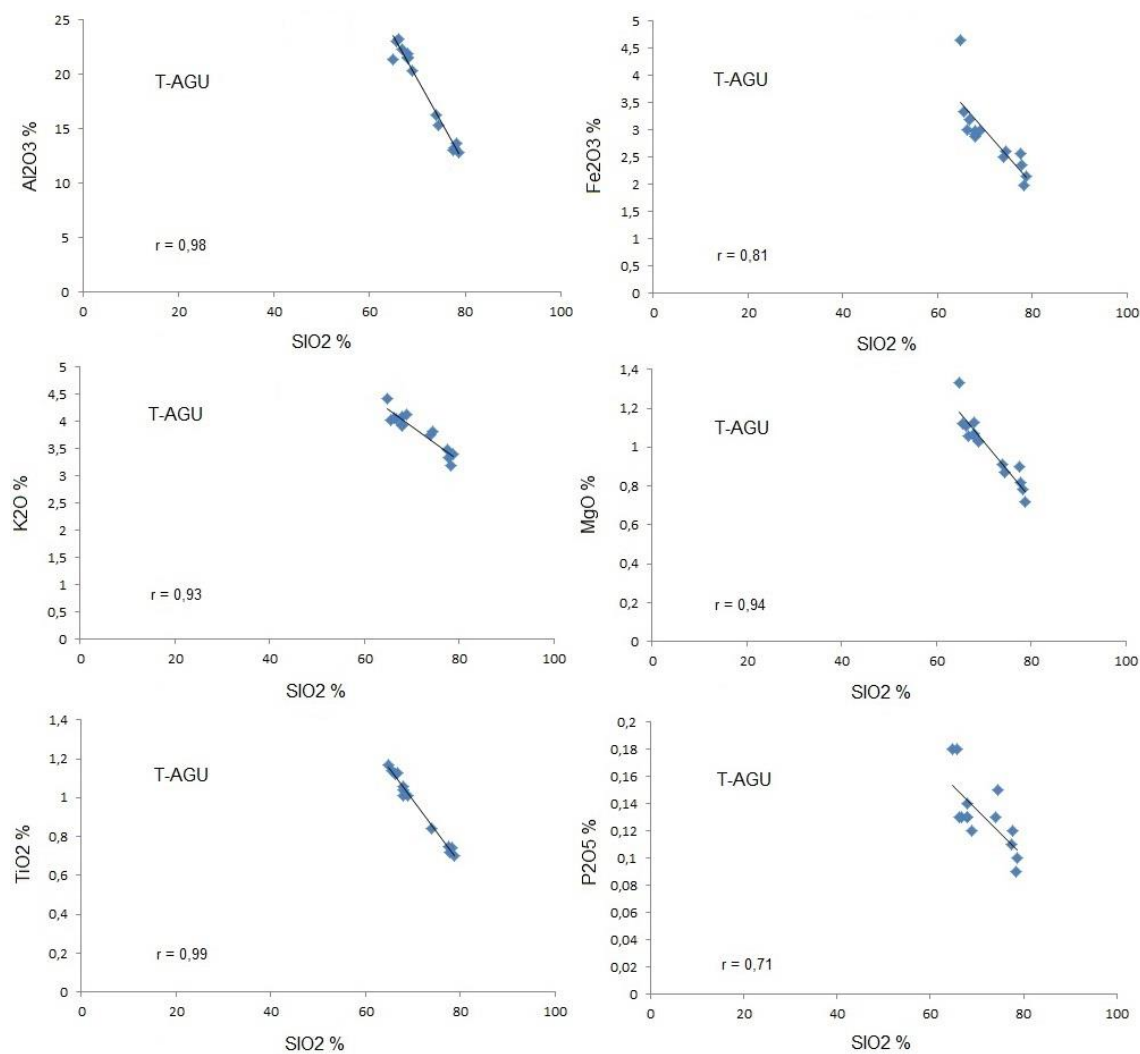 25
20
15
10
5
0
Al2O3 %
T-AGU
r = 0,98
0 20 40 60 80 100
SIO2 %
5
4,5
4
3,5
3
2,5
2
1,5
1
0,5
0
Fe2O3 %
T-AGU
r = 0,81
0 20 40 60 80 100
SIO2 %
5
4,5
4
3,5
3
2,5
2
1,5
1
0,5
0
K2O %
T-AGU
r = 0,93
0 20 40 60 80 100
SIO2 %
1,4
1,2
1
0,8
0,6
0,4
0,2
0
MgO %
T-AGU
r = 0,94
0 20 40 60 80 100
SIO2 %
1,4
1,2
1
0,8
0,6
0,4
0,2
0
TiO2 %
T-AGU
r = 0,99
0 20 40 60 80 100
SIO2 %
0,2
0,18
0,16
0,14
0,12
0,1
0,08
0,06
0,04
0,02
0
P2O5 %
T-AGU
r = 0,71
0 20 40 60 80 100
SIO2 %